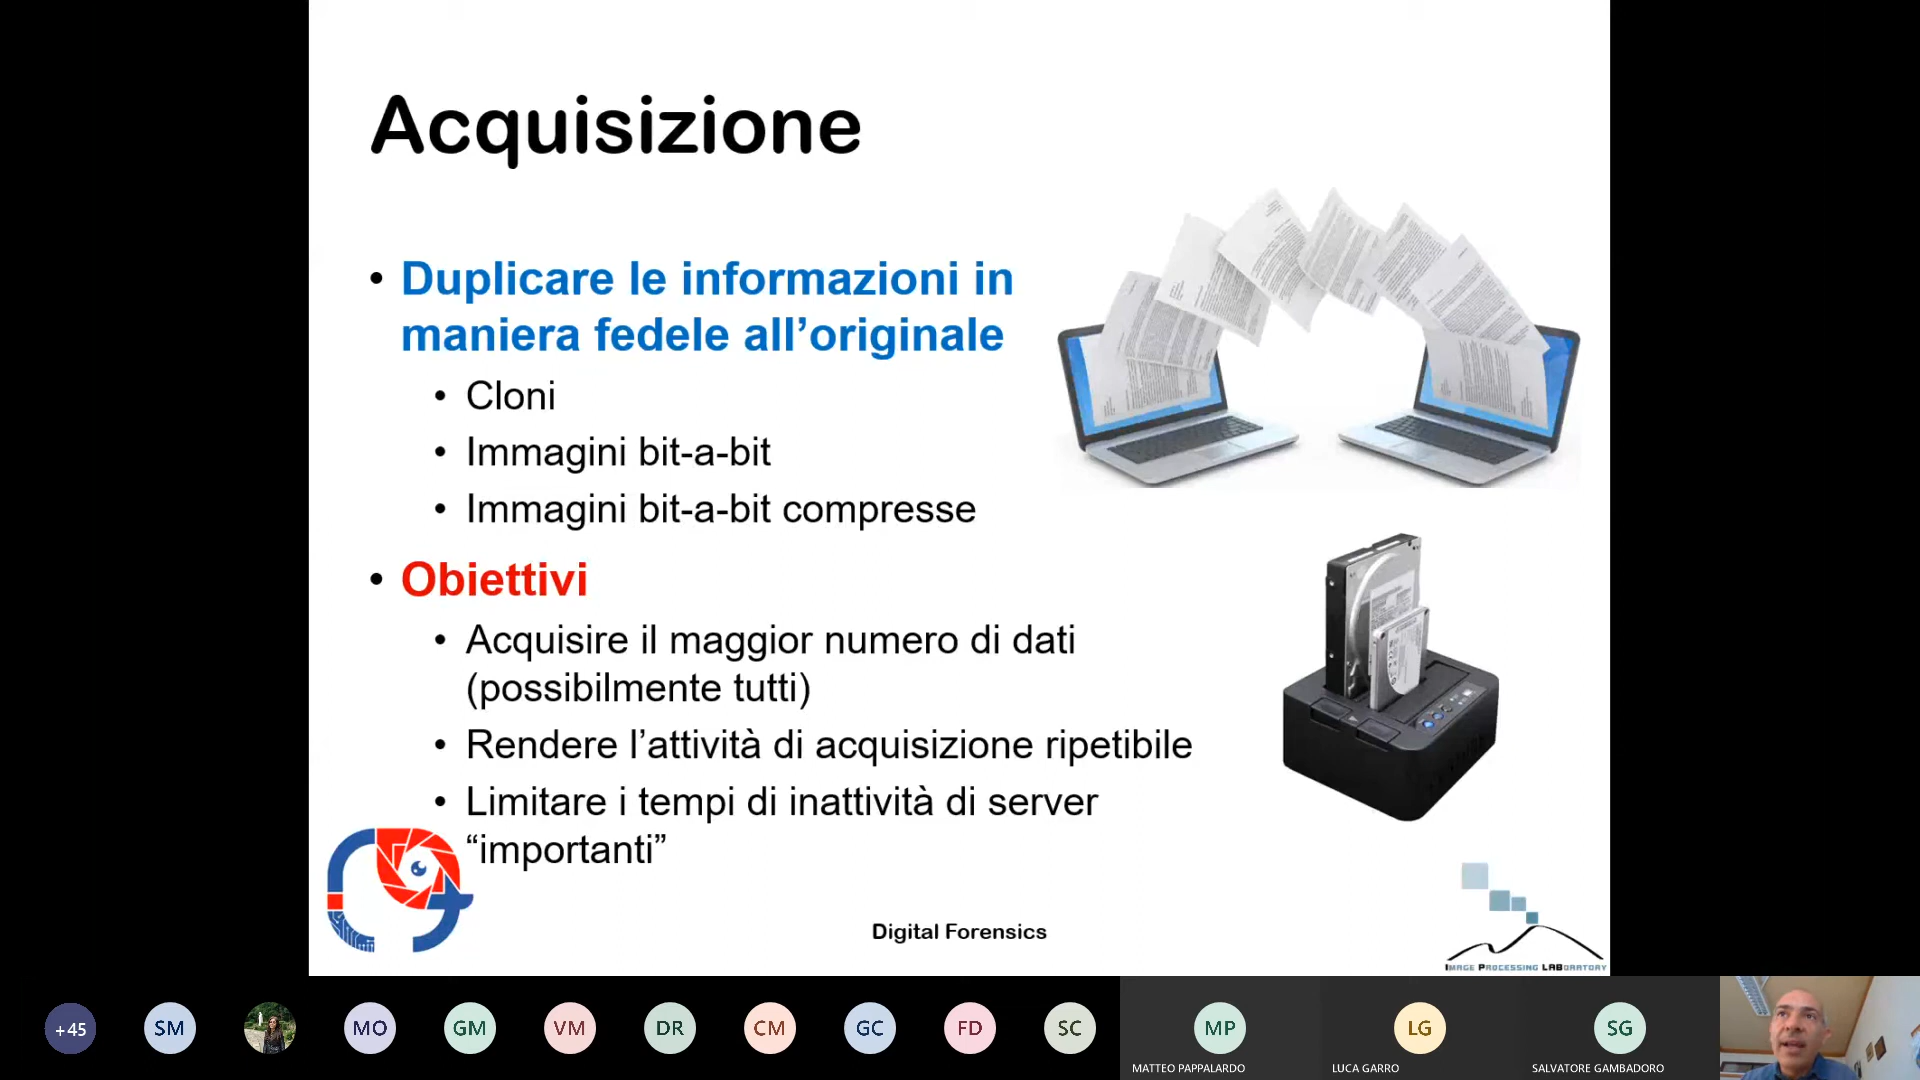 Acquisizione
• Duplicare le informazioni in
maniera fedele all’originale
• Cloni
• Immagini bit-a-bit
• Immagini bit-a-bit compresse
• Obiettivi
• Acquisire il maggior numero di dati
(possibilmente tutti)
• Rendere l’attività di acquisizione ripetibile
• Limitare i tempi di inattività di server
“importanti”
Digital Forensics
IMAGE PROCESSING LABORATORY
+45
SM
MO
GM
VM
DR
CM
GC
FD
SC
MP
LG
SG
MATTEO PAPPALARDO
LUCA GARRO
SALVATORE GAMBADORO